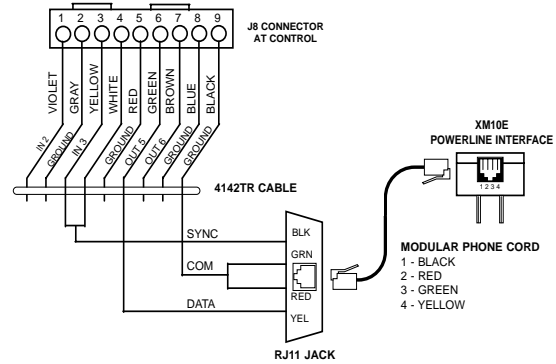 1 2 3 4 5 6 7 8 9
J8 CONNECTOR
AT CONTROL
VIOLET
GRAY
YELLOW
WHITE
RED
GREEN
BROWN
BLUE
BLACK
IN 2
GROUND
IN 3
GROUND
OUT 5
OUT 6
GROUND
GROUND
4142TR CABLE
XM10E
POWERLINE INTERFACE
1 2 3 4
SYNC
COM
DATA
BLK
GRN
RED
YEL
RJ11 JACK
MODULAR PHONE CORD
1 - BLACK
2 - RED
3 - GREEN
4 - YELLOW